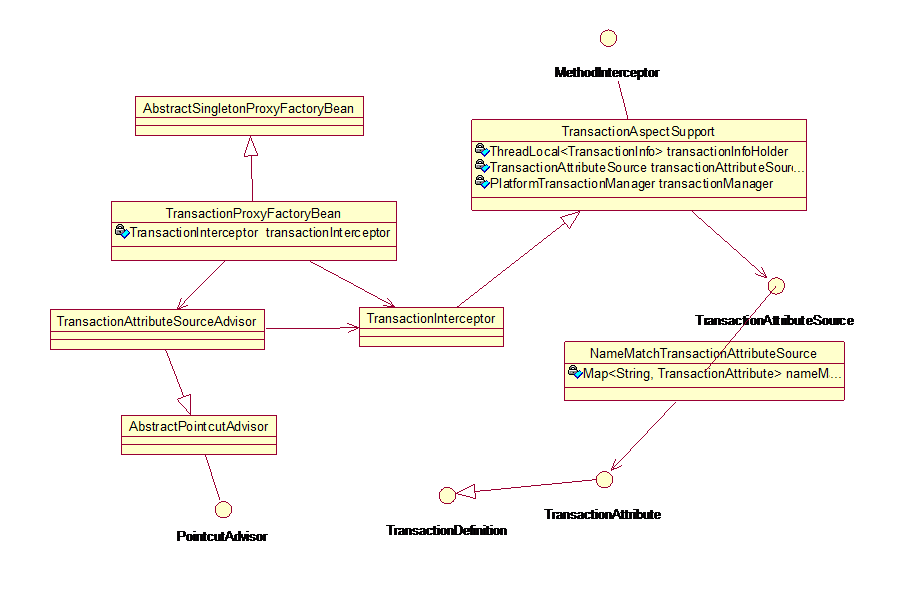 MethodInterceptor
AbstractSingletonProxyFactoryBean
TransactionAspectSupport
ThreadLocal<TransactionInfo> transactionInfoHolder
TransactionAttributeSource transactionAttributeSourc...
PlatformTransactionManager transactionManager
TransactionProxyFactoryBean
TransactionInterceptor transactionInterceptor
TransactionAttributeSourceAdvisor
TransactionInterceptor
TransactionAttributeSource
NameMatchTransactionAttributeSource
Map<String, TransactionAttribute> nameM...
AbstractPointcutAdvisor
PointcutAdvisor
TransactionDefinition
TransactionAttribute